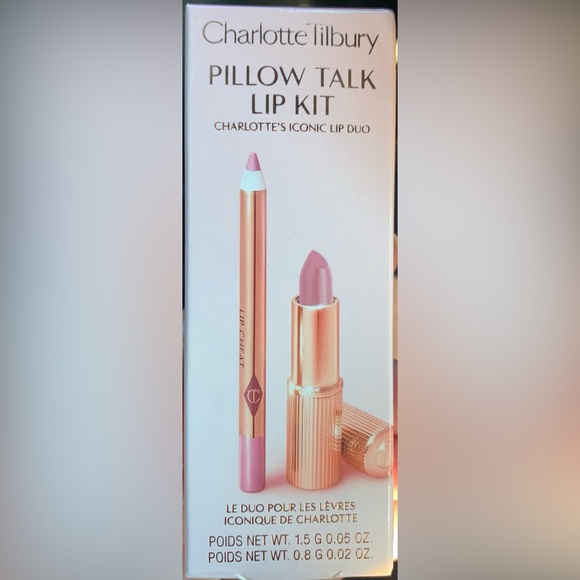 Charlotte Tilbury
PILLOW TALK
LIP KIT
CHARLOTTE'S ICONIC LIP DUO
LIP CHEAT
CT
LE DUO POUR LES LÈVRES
ICONIQUE DE CHARLOTTE
POIDS NET WT. 1.5 G 0.05 OZ.
POIDS NET WT. 0.8 G 0.02 OZ.